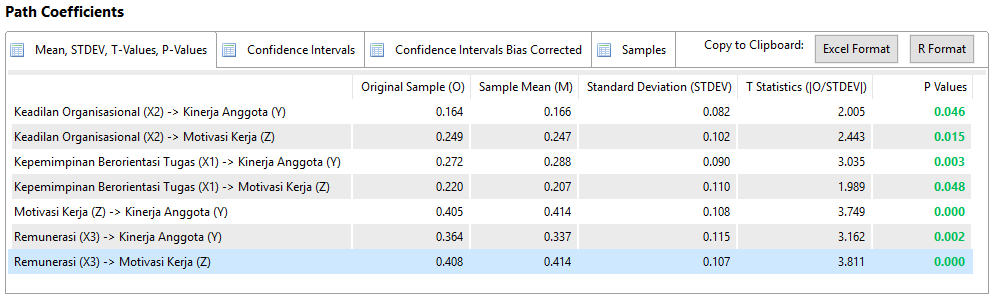 Path Coefficients
Mean, STDEV, T-Values, P-Values Confidence Intervals Confidence Intervals Bias Corrected Samples Copy to Clipboard: Excel Format R Format
Original Sample (O) Sample Mean (M) Standard Deviation (STDEV) T Statistics (|O/STDEV|) P Values
Keadilan Organisasional (X2) -> Kinerja Anggota (Y) 0.164 0.166 0.082 2.005 0.046
Keadilan Organisasional (X2) -> Motivasi Kerja (Z) 0.249 0.247 0.102 2.443 0.015
Kepemimpinan Berorientasi Tugas (X1) -> Kinerja Anggota (Y) 0.272 0.288 0.090 3.035 0.003
Kepemimpinan Berorientasi Tugas (X1) -> Motivasi Kerja (Z) 0.220 0.207 0.110 1.989 0.048
Motivasi Kerja (Z) -> Kinerja Anggota (Y) 0.405 0.414 0.108 3.749 0.000
Remunerasi (X3) -> Kinerja Anggota (Y) 0.364 0.337 0.115 3.162 0.002
Remunerasi (X3) -> Motivasi Kerja (Z) 0.408 0.414 0.107 3.811 0.000